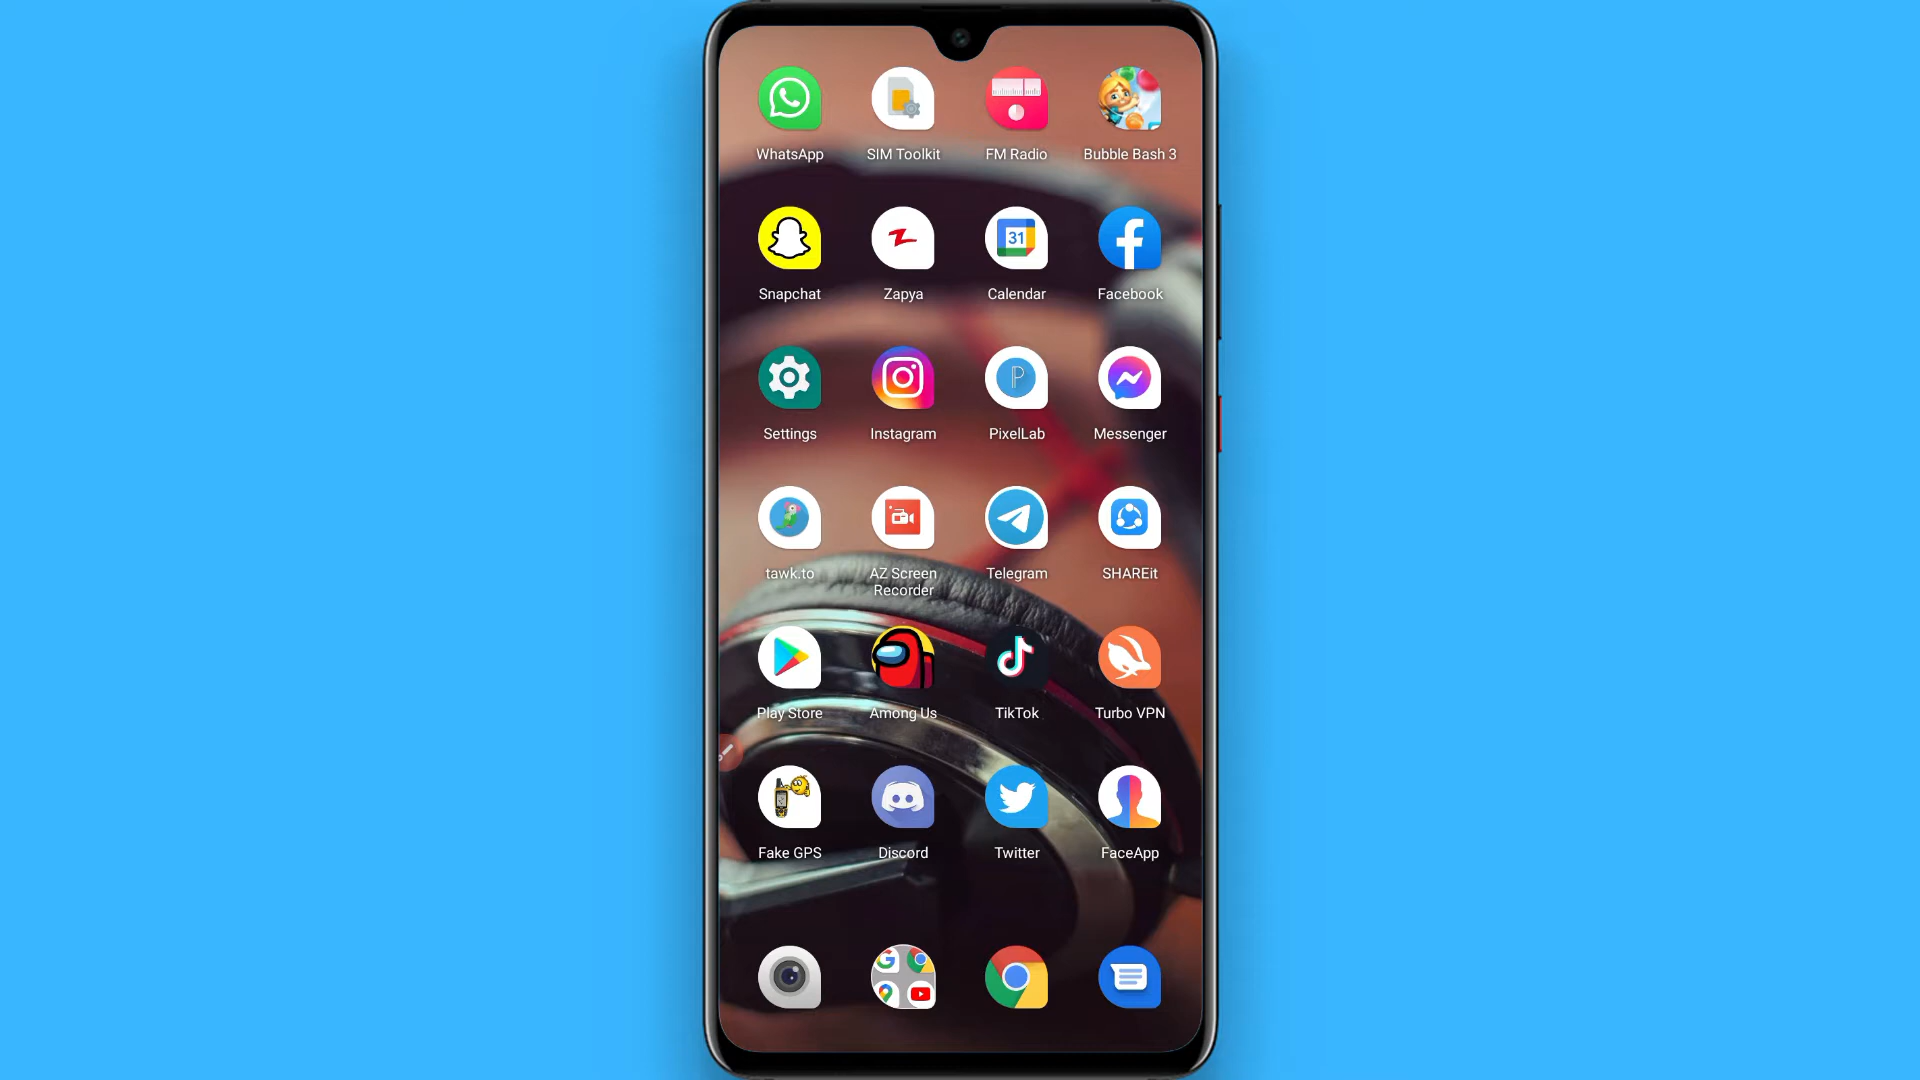 WhatsApp
SIM Toolkit
FM Radio
Bubble Bash 3
31
Snapchat
Zapya
Calendar
Facebook
P
Settings
Instagram
PixelLab
Messenger
tawk.to
AZ Screen
Recorder
Telegram
SHAREit
Play Store
Among Us
TikTok
Turbo VPN
Fake GPS
Discord
Twitter
FaceApp